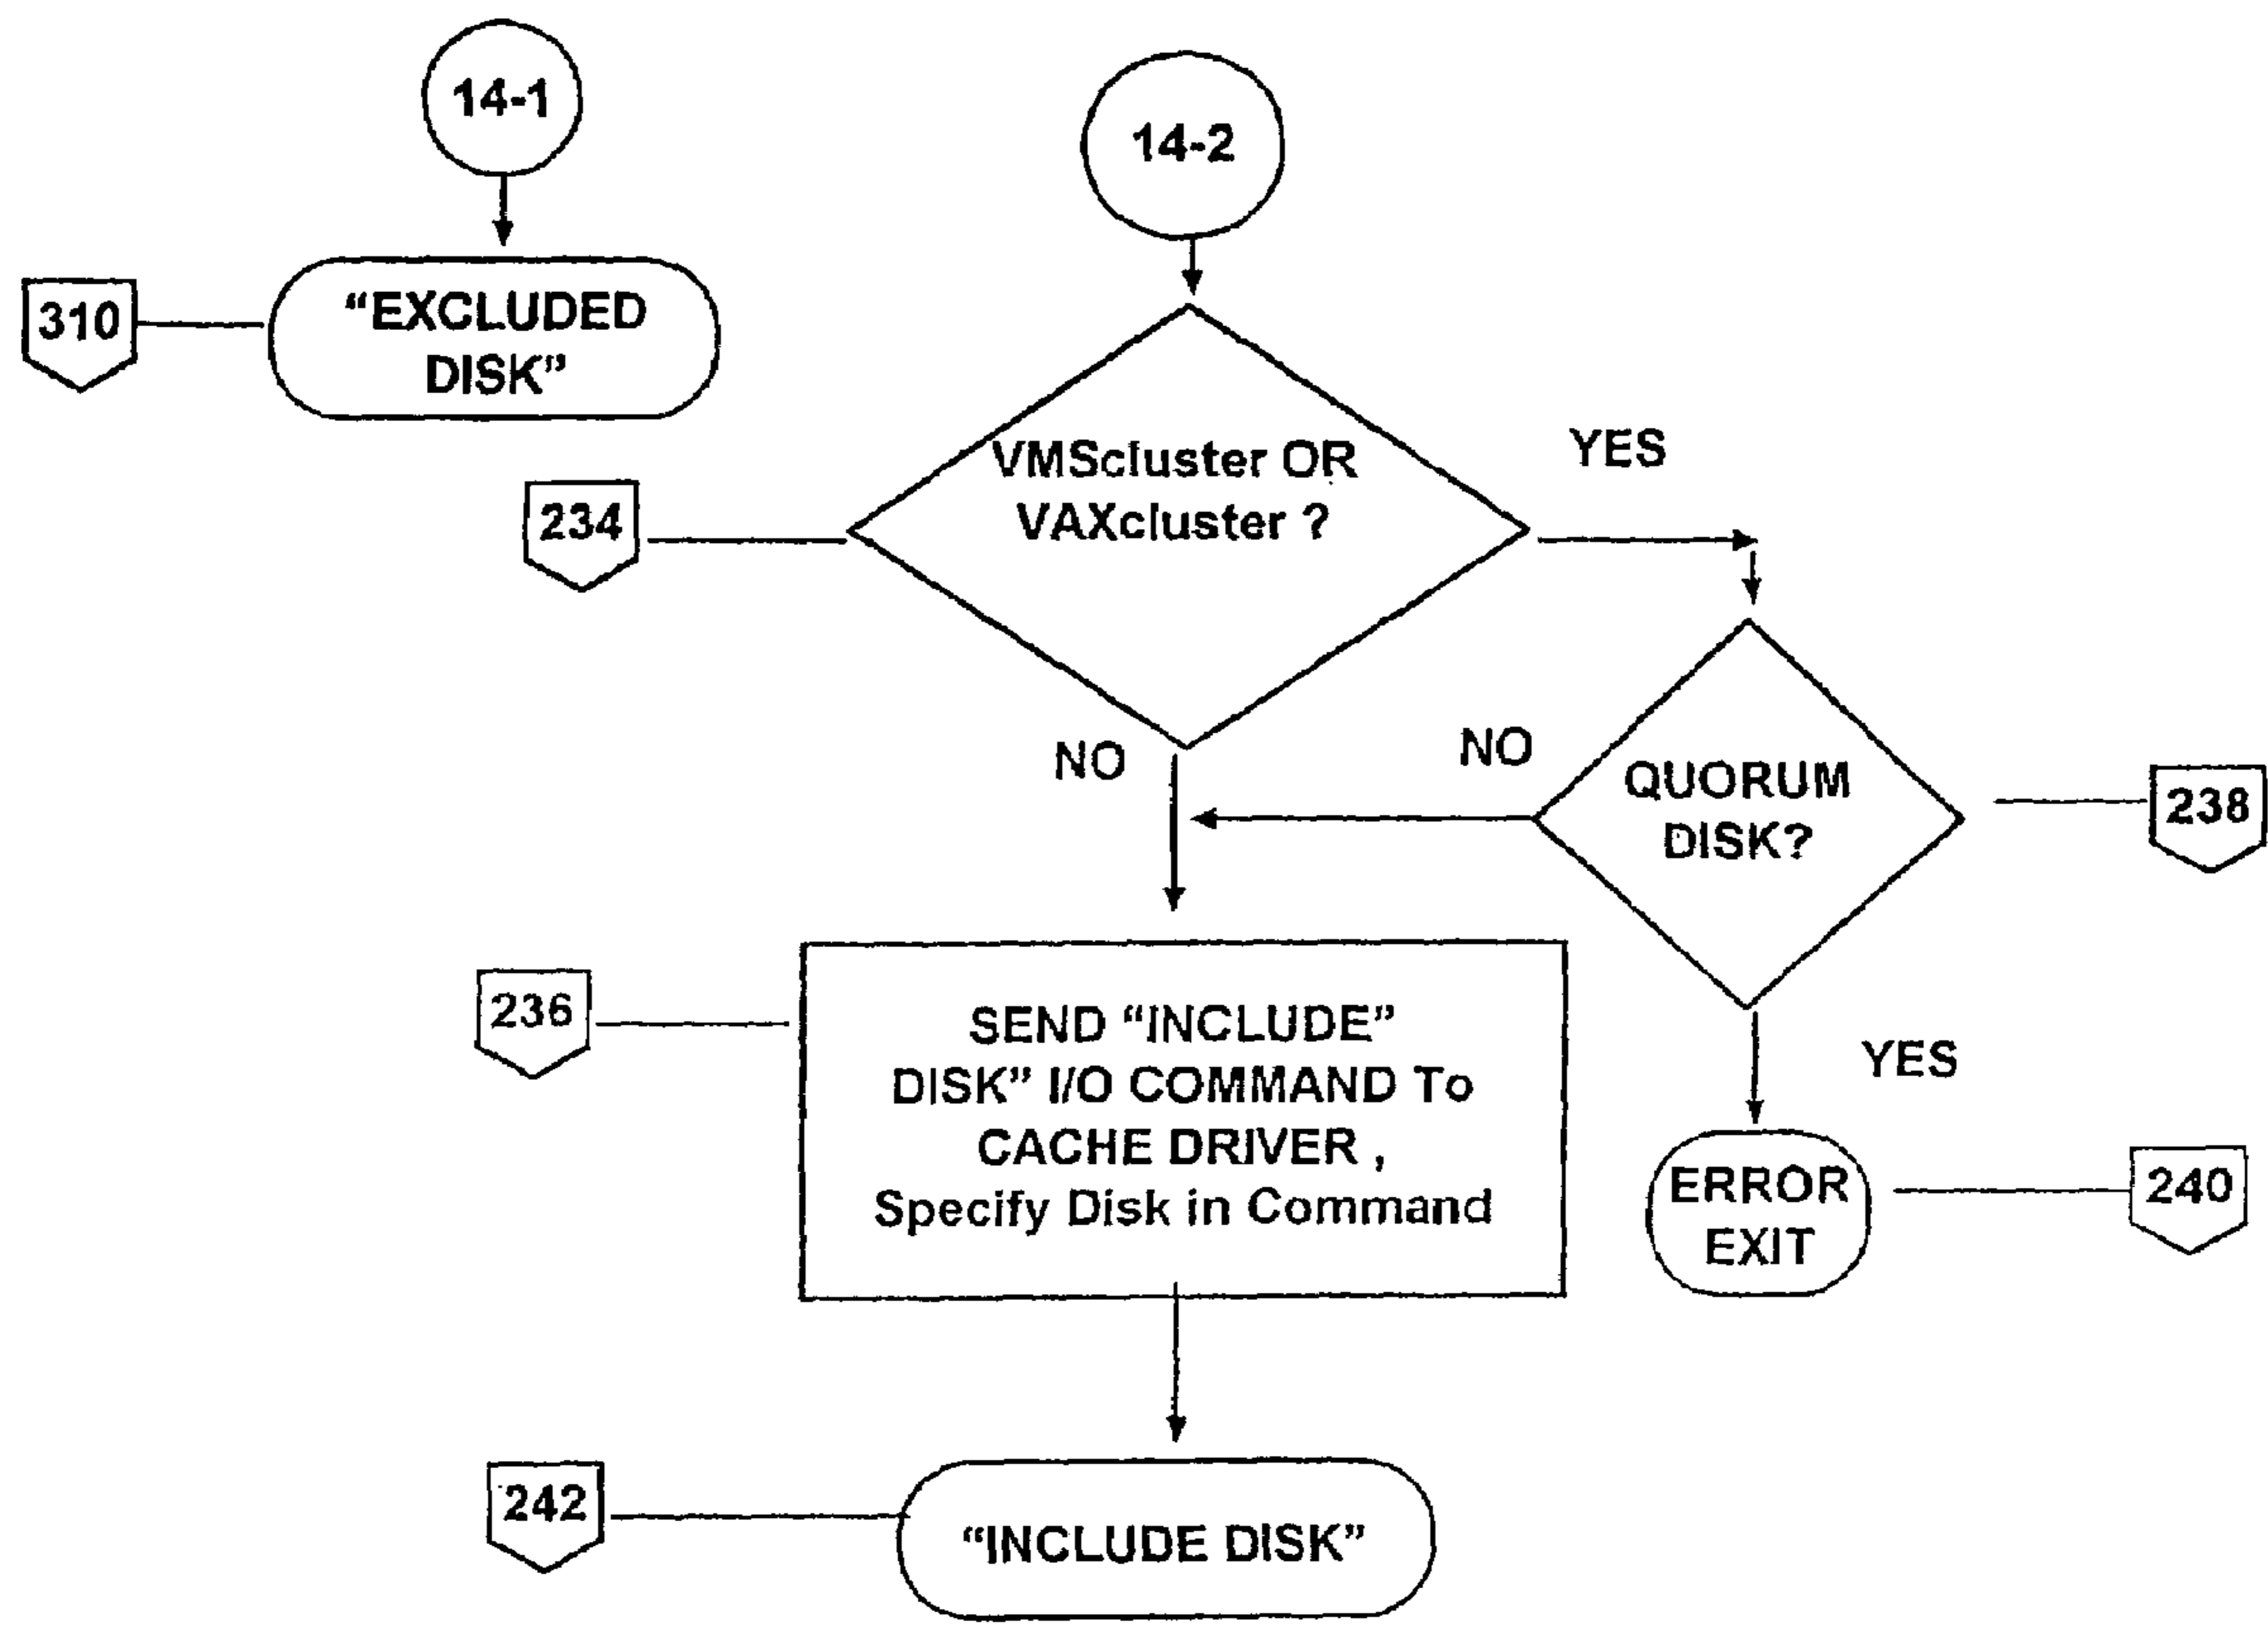 14-1
14-2
310
“EXCLUDED
DISK”
VMScluster OR
VAXcluster ?
YES
234
NO
NO
QUORUM
DISK?
238
236
SEND “INCLUDE”
DISK” I/O COMMAND To
CACHE DRIVER ,
Specify Disk in Command
YES
ERROR
EXIT
240
242
“INCLUDE DISK”